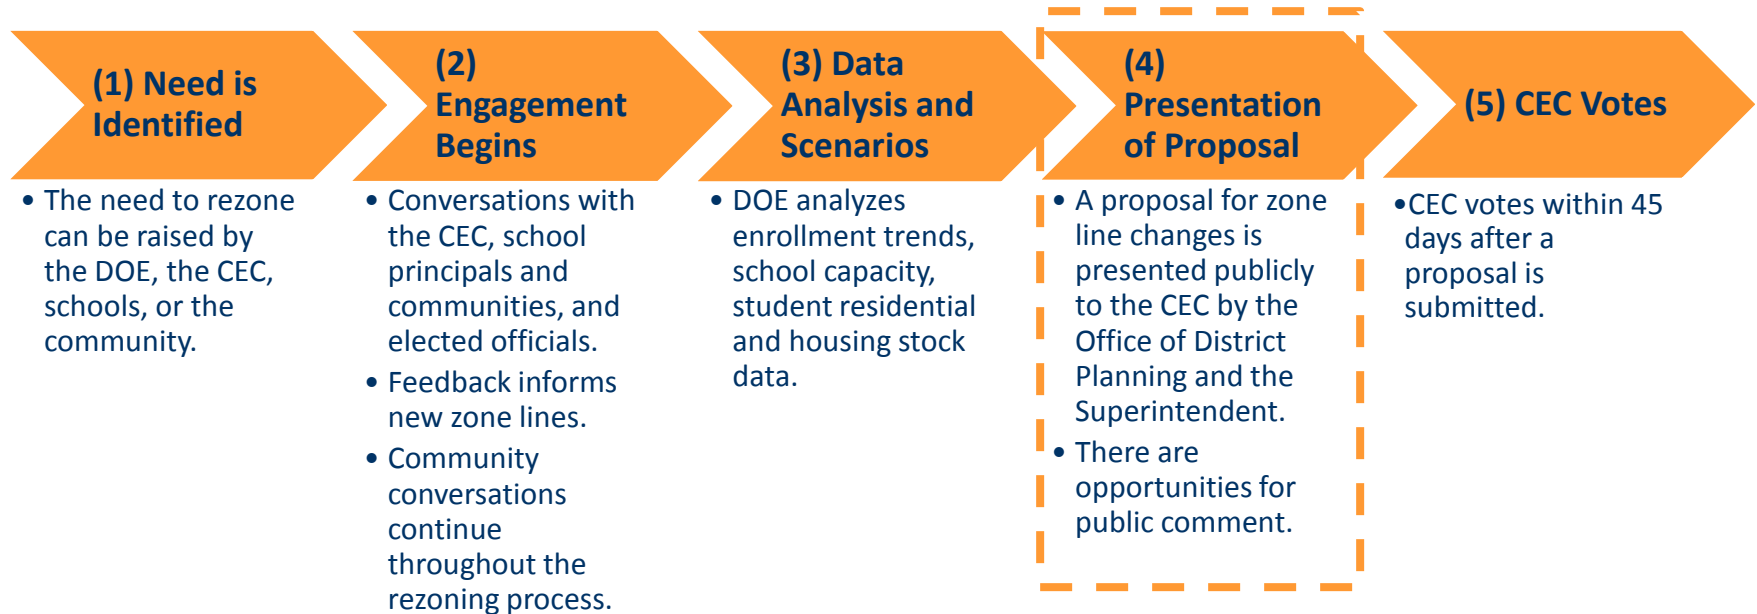 (1) Need is
Identified
• The need to rezone
can be raised by
the DOE, the CEC,
schools, or the
community.
(2)
Engagement
Begins
• Conversations with
the CEC, school
principals and
communities, and
elected officials.
• Feedback informs
new zone lines.
• Community
conversations
continue
throughout the
rezoning process.
(3) Data
Analysis and
Scenarios
• DOE analyzes
enrollment trends,
school capacity,
student residential
and housing stock
data.
(4)
Presentation
of Proposal
• A proposal for zone
line changes is
presented publicly
to the CEC by the
Office of District
Planning and the
Superintendent.
• There are
opportunities for
public comment.
(5) CEC Votes
•CEC votes within 45
days after a
proposal is
submitted.